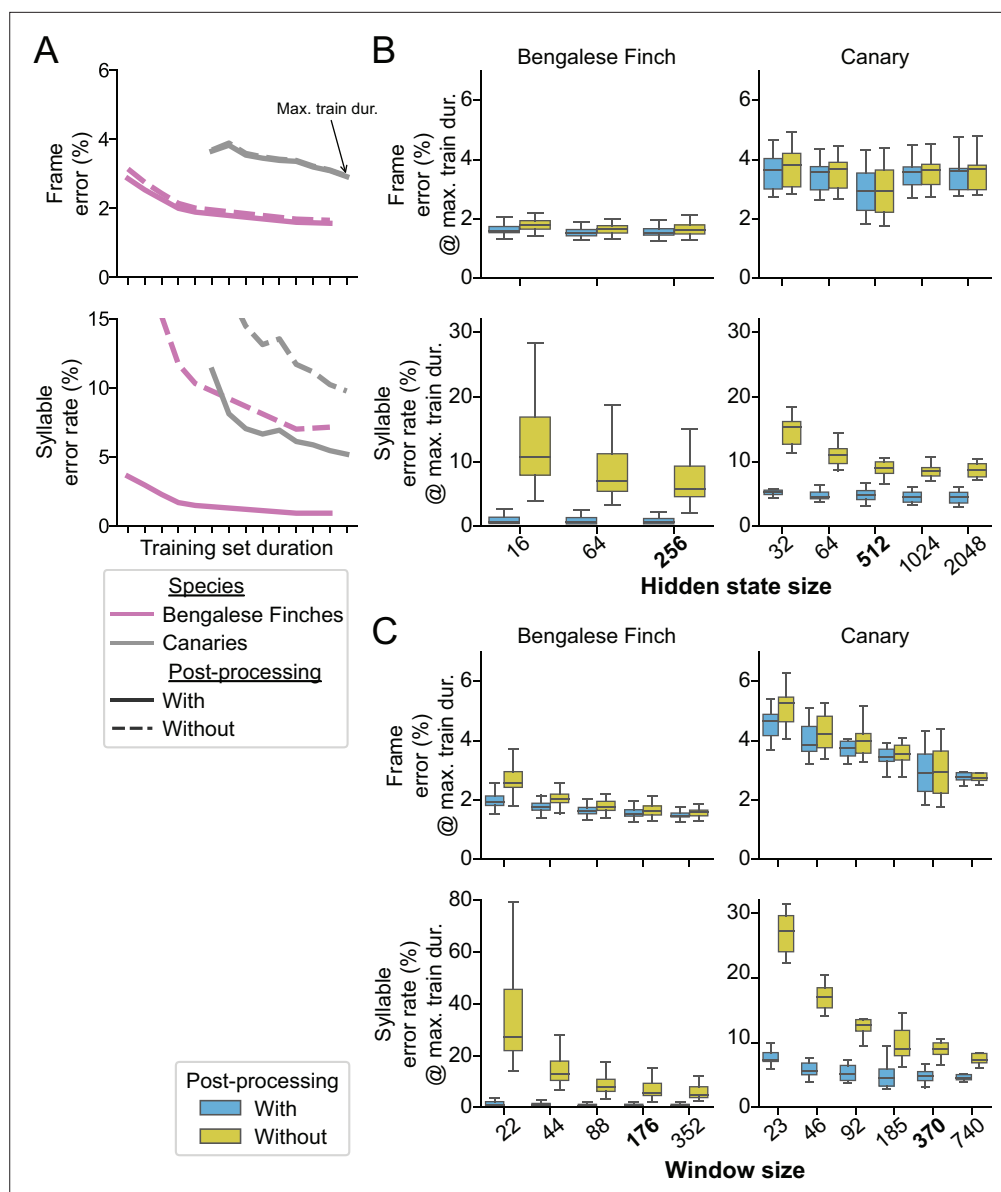 A
6
4
2
0
Frame
error (%)
Max. train dur.
15
10
5
0
Syllable
error rate (%)
Training set duration
Species
Bengalese Finches
Canaries
Post-processing
With
Without
B
Bengalese Finch
Canary
Frame
error (%)
@ max. train dur.
6
4
2
0
6
4
2
0
Syllable
error rate (%)
@ max. train dur.
30
20
10
0
30
20
10
0
16
64
256
32
64
512
1024
2048
Hidden state size
C
Bengalese Finch
Canary
Frame
error (%)
@ max. train dur.
6
4
2
0
6
4
2
0
Syllable
error rate (%)
@ max. train dur.
80
60
40
20
0
30
20
10
0
22
44
88
176
352
23
46
92
185
370
740
Window size
Post-processing
With
Without